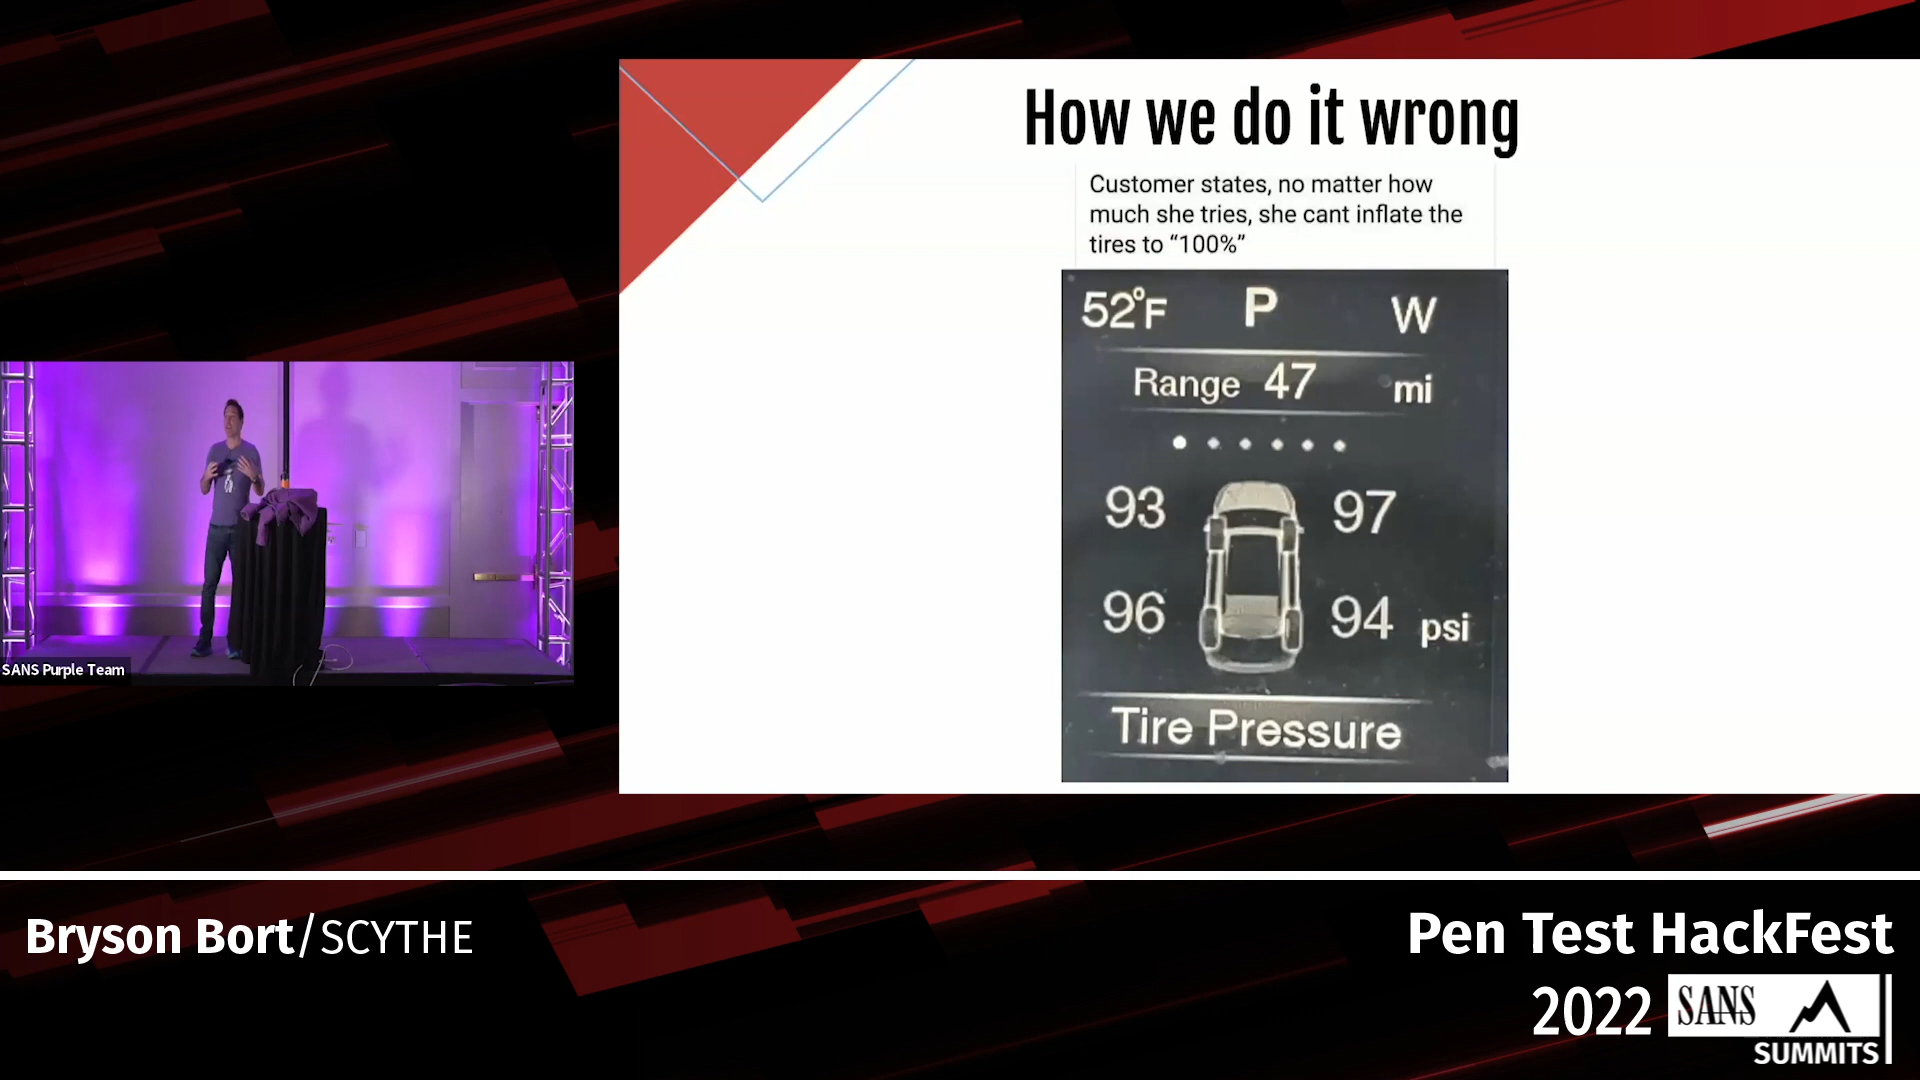 How we do it wrong
Customer states, no matter how
much she tries, she cant inflate the
tires to “100%”
52°F P W
Range 47 mi
93 97
96 94 psi
Tire Pressure
SANS Purple Team
Bryson Bort/SCYTHE
Pen Test HackFest
2022 SANS
SUMMITS